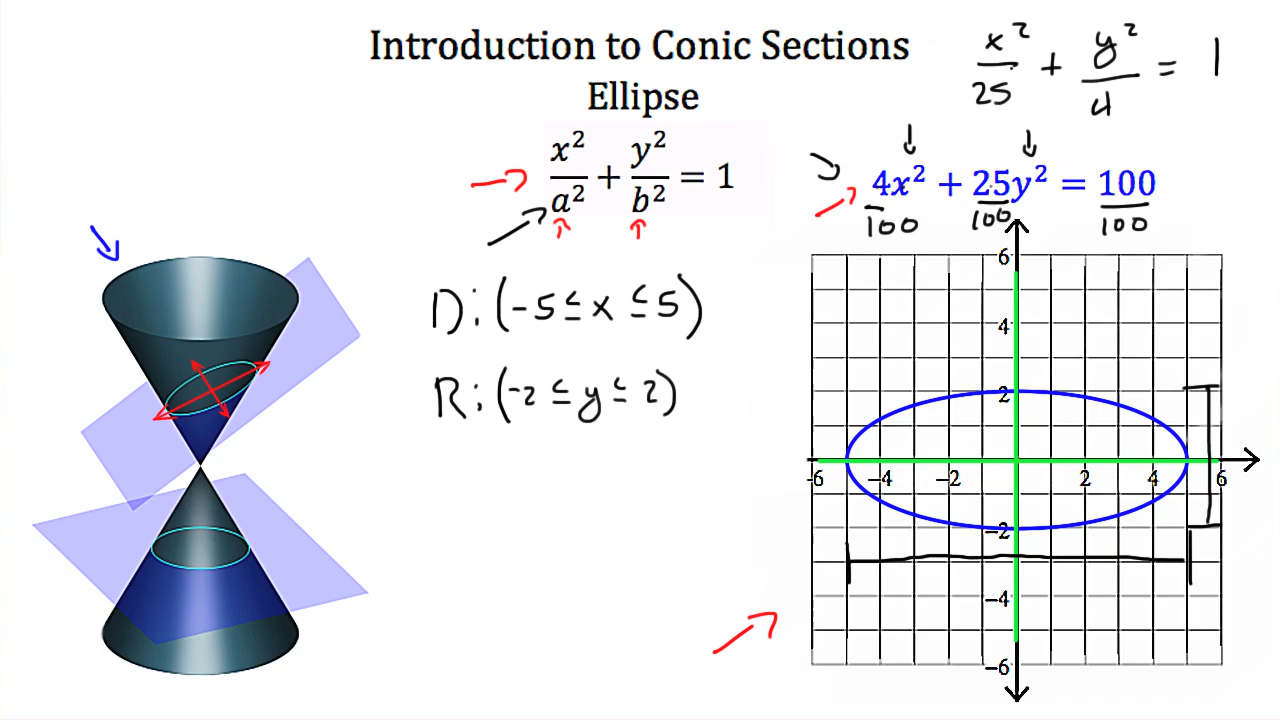 Introduction to Conic Sections
Ellipse
x²/25 + y²/4 = 1
x²/a² + y²/b² = 1
4x² + 25y² = 100
100 100 100
D: (-5 ≤ x ≤ 5)
R: (-2 ≤ y ≤ 2)
6
4
2
-6 -4 -2 2 4 6
-2
-4
-6